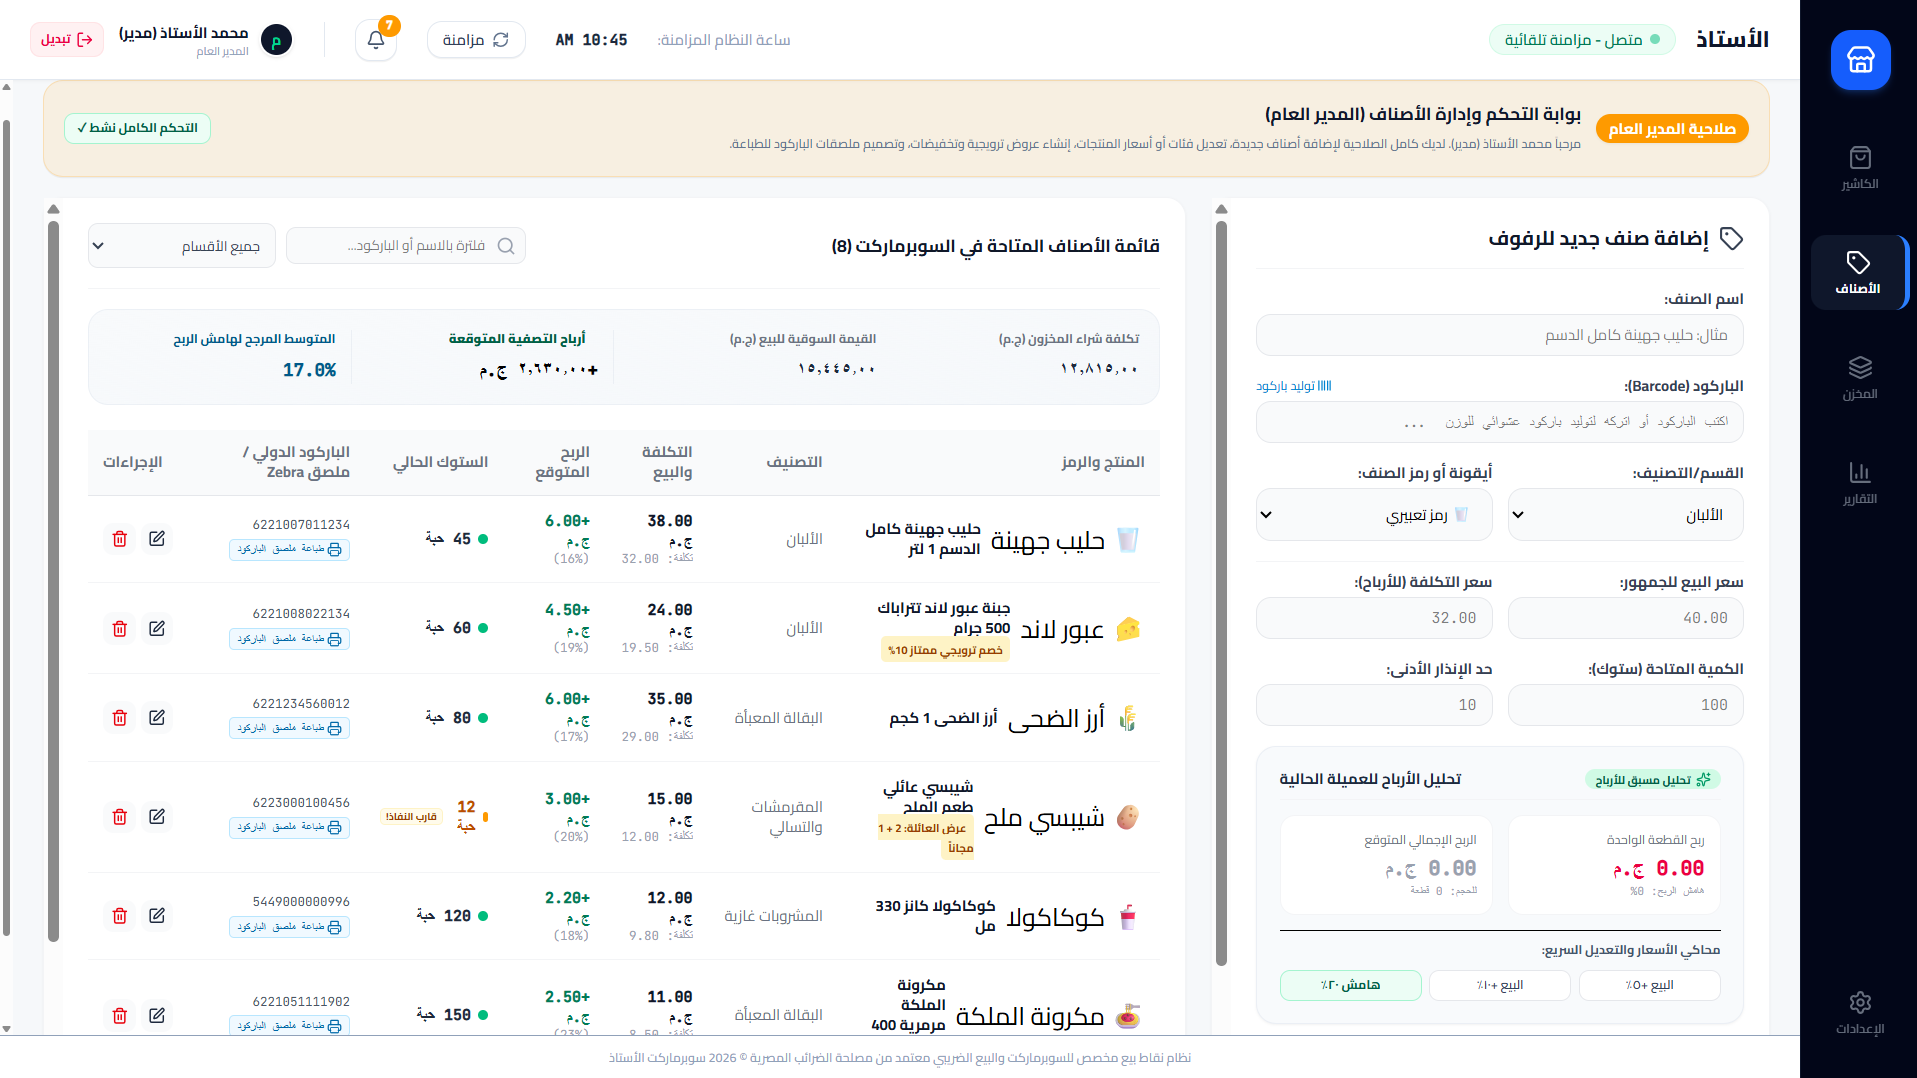 الأستاذ
متصل - مزامنة تلقائية
ساعة النظام المزامنة:
10:45 AM
مزامنة
7
م
محمد الأستاذ (مدير)
المدير العام
تبديل
الكاشير
الأصناف
المخزن
التقارير
الإعدادات
صلاحية المدير العام
بوابة التحكم وإدارة الأصناف (المدير العام)
مرحباً محمد الأستاذ (مدير). لديك كامل الصلاحية لإضافة أصناف جديدة، تعديل فئات أو أسعار المنتجات، إنشاء عروض ترويجية وتخفيضات، وتصميم ملصقات الباركود للطباعة.
التحكم الكامل نشط ✓
إضافة صنف جديد للرفوف
اسم الصنف:
مثال: حليب جهينة كامل الدسم
الباركود (Barcode):
توليد باركود
اكتب الباركود أو اتركه لتوليد باركود عشوائي للوزن ...
القسم/التصنيف:
أيقونة أو رمز الصنف:
الألبان
رمز تعبيري
سعر البيع للجمهور:
سعر التكلفة (للأرباح):
40.00
32.00
الكمية المتاحة (ستوك):
حد الإنذار الأدنى:
100
10
تحليل مسبق للأرباح
تحليل الأرباح للعميلة الحالية
ربح القطعة الواحدة
0.00 ج.م
هامش الربح: 0%
الربح الإجمالي المتوقع
0.00 ج.م
للحجم: 0 قطعة
محاكي الأسعار والتعديل السريع:
البيع +٥٪
البيع +١٠٪
هامش ٢٠٪
قائمة الأصناف المتاحة في السوبرماركت (8)
فلترة بالاسم أو الباركود...
جميع الأقسام
تكلفة شراء المخزون (ج.م)
١٢,٨١٥,٠٠
القيمة السوقية للبيع (ج.م)
١٥,٤٤٥,٠٠
أرباح التصفية المتوقعة
+٢,٦٣٠,٠٠ ج.م
المتوسط المرجح لهامش الربح
17.0%
المنتج والرمز
التصنيف
التكلفة والبيع
الربح المتوقع
الستوك الحالي
الباركود الدولي / ملصق Zebra
الإجراءات
حليب جهينة
حليب جهينة كامل الدسم 1 لتر
الألبان
38.00 ج.م
تكلفة: 32.00
+6.00 ج.م
(16%)
45 حبة
6221007011234
طباعة ملصق الباركود
عبور لاند
جبنة عبور لاند تتراباك 500 جرام
خصم ترويجي ممتاز 10%
الألبان
24.00 ج.م
تكلفة: 19.50
+4.50 ج.م
(19%)
60 حبة
6221008022134
طباعة ملصق الباركود
أرز الضحى
أرز الضحى 1 كجم
البقالة المعبأة
35.00 ج.م
تكلفة: 29.00
+6.00 ج.م
(17%)
80 حبة
6221234560012
طباعة ملصق الباركود
شيبسي ملح
شيبسي عائلي طعم الملح
عرض العائلة: 2 + 1 مجاناً
المقرمشات والتسالي
15.00 ج.م
تكلفة: 12.00
+3.00 ج.م
(20%)
12 حبة
قارب النفاذ!
6223000100456
طباعة ملصق الباركود
كوكاكولا
كوكاكولا كانز 330 مل
المشروبات غازية
12.00 ج.م
تكلفة: 9.80
+2.20 ج.م
(18%)
120 حبة
5449000000996
طباعة ملصق الباركود
مكرونة الملكة
مكرونة الملكة مرمرية 400
البقالة المعبأة
11.00 ج.م
تكلفة: 8.50
+2.50 ج.م
(23%)
150 حبة
6221051111902
طباعة ملصق الباركود
نظام نقاط بيع مخصص للسوبرماركت والبيع الضريبي معتمد من مصلحة الضرائب المصرية © 2026 سوبرماركت الأستاذ